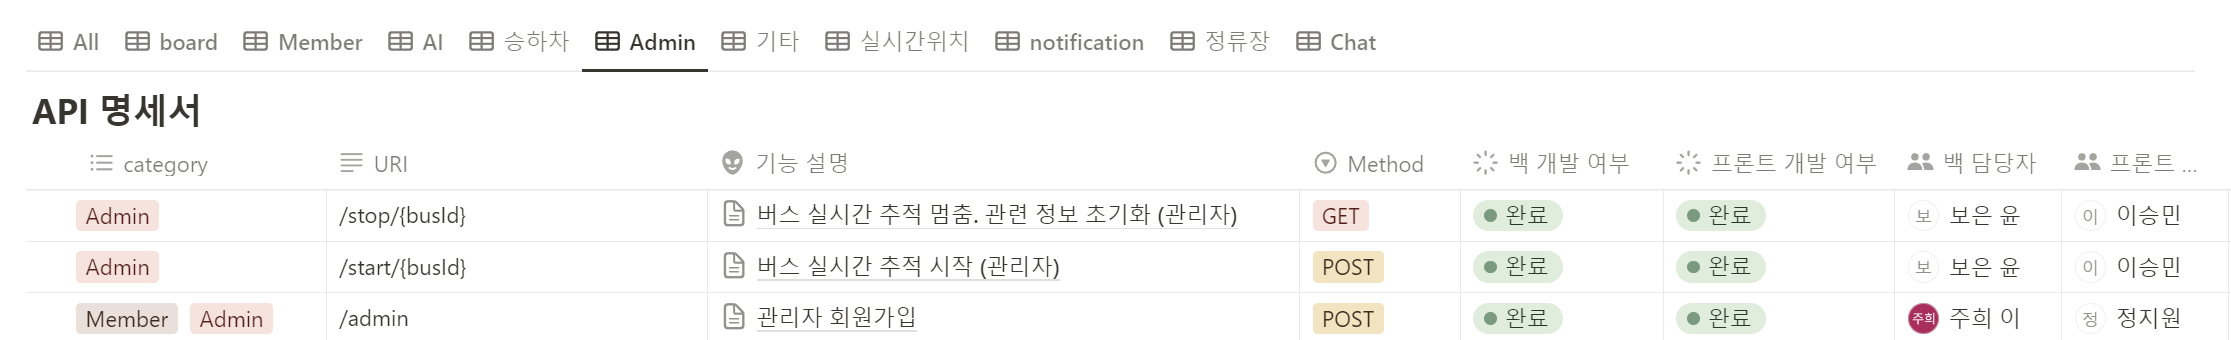 All board Member AI 승하차 Admin 기타 실시간위치 notification 정류장 Chat
API 명세서
category URI 기능 설명 Method 백 개발 여부 프론트 개발 여부 백 담당자 프론트 ...
Admin /stop/{busId} 버스 실시간 추적 멈춤. 관련 정보 초기화 (관리자) GET 완료 완료 보 보은 윤 이 이승민
Admin /start/{busId} 버스 실시간 추적 시작 (관리자) POST 완료 완료 보 보은 윤 이 이승민
Member Admin /admin 관리자 회원가입 POST 완료 완료 주희 주희 이 정 정지원